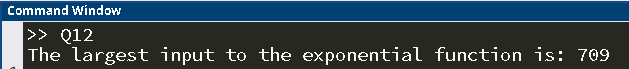 Command Window
>> Q12
The largest input to the exponential function is: 709